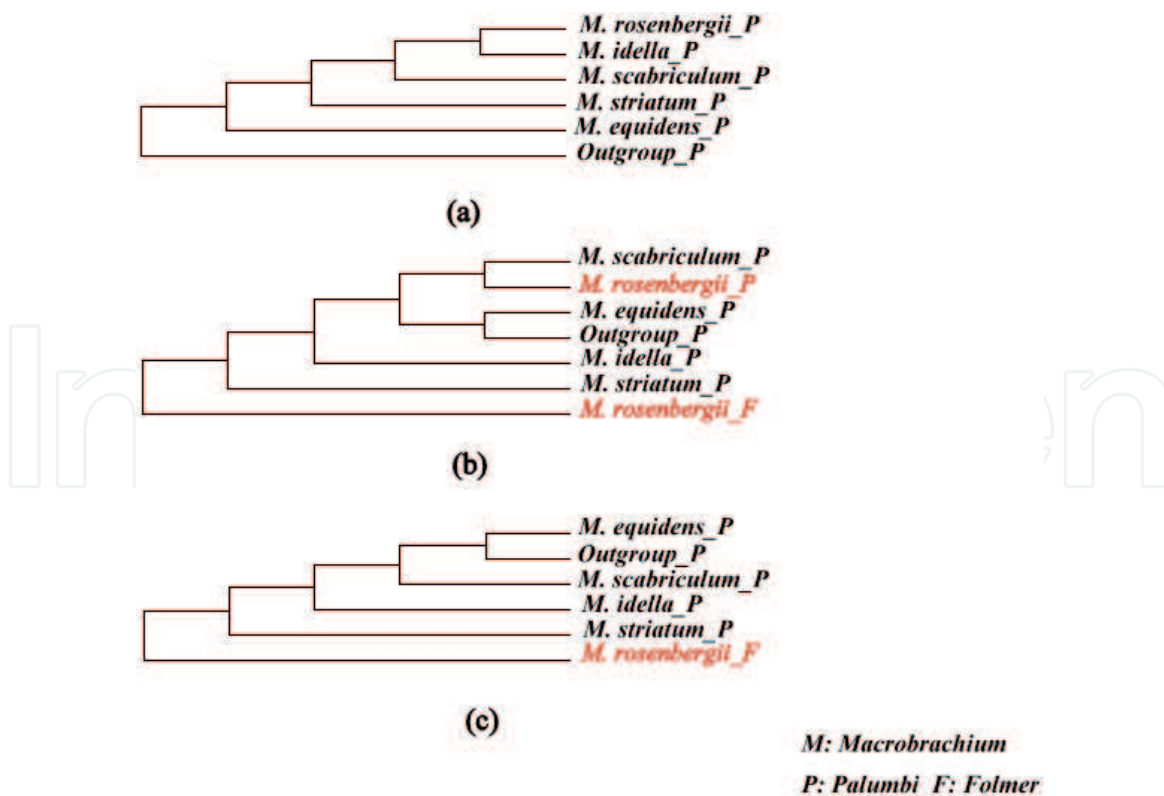 M. rosenbergii_P
M. idella_P
M. scabriculum_P
M. striatum_P
M. equidens_P
Outgroup_P
(a)
M. scabriculum_P
M. rosenbergii_P
M. equidens_P
Outgroup_P
M. idella_P
M. striatum_P
M. rosenbergii_F
(b)
M. equidens_P
Outgroup_P
M. scabriculum_P
M. idella_P
M. striatum_P
M. rosenbergii_F
(c)
M: Macrobrachium
P: Palumbi F: Folmer